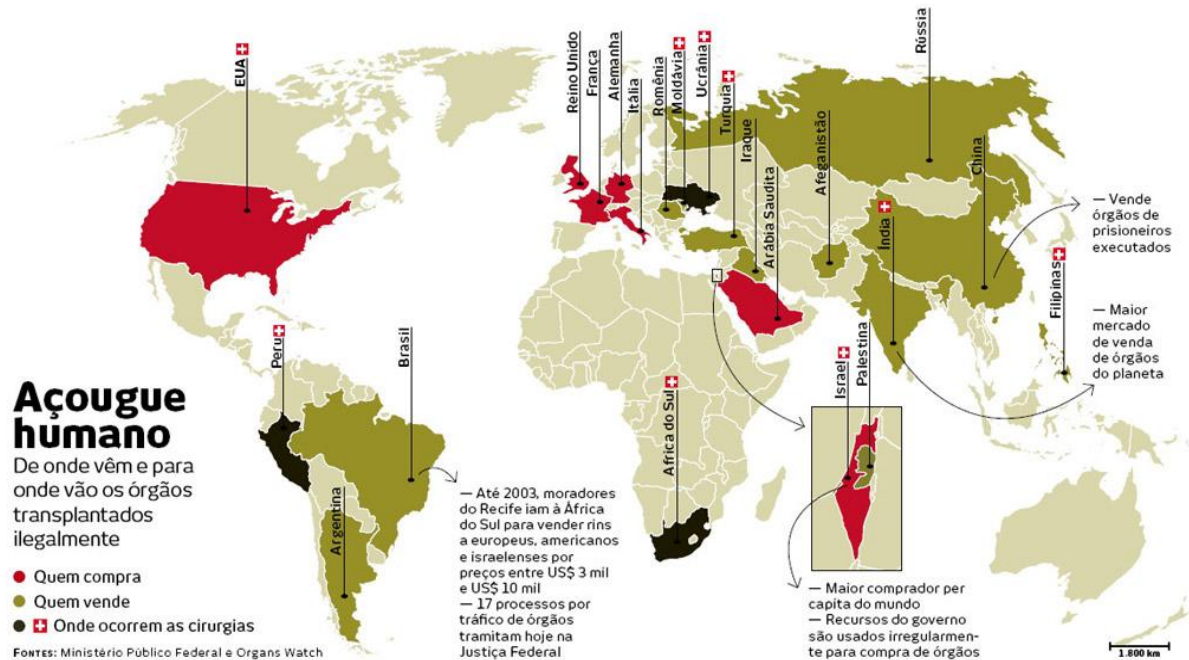 EUA
Reino Unido
França
Alemanha
Itália
Romênia
Moldávia
Ucrânia
Turquia
Iraque
Arábia Saudita
Afeganistão
Rússia
China
Índia
Filipinas
— Vende
órgãos de
prisioneiros
executados
— Maior
mercado
de venda
de órgãos
do planeta
Peru
Brasil
Argentina
África do Sul
Israel
Palestina
Açougue
humano
De onde vêm e para
onde vão os órgãos
transplantados
ilegalmente
Quem compra
Quem vende
Onde ocorrem as cirurgias
FONTES: Ministério Público Federal e Organs Watch
— Até 2003, moradores
do Recife iam à África
do Sul para vender rins
a europeus, americanos
e israelenses por
preços entre US$ 3 mil
e US$ 10 mil
— 17 processos por
tráfico de órgãos
tramitam hoje na
Justiça Federal
— Maior comprador per
capita do mundo
— Recursos do governo
são usados irregularmen-
te para compra de órgãos
1.800 km